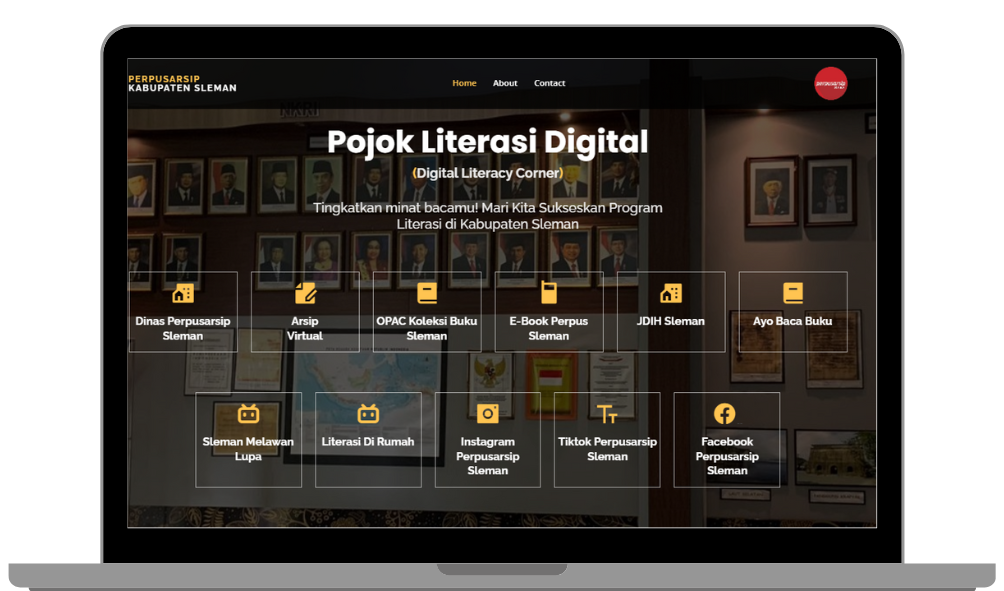 PERPUSARSIP
KABUPATEN SLEMAN
Home About Contact
Pojok Literasi Digital
(Digital Literacy Corner)
Tingkatkan minat bacamu! Mari Kita Sukseskan Program
Literasi di Kabupaten Sleman
Dinas Perpusarsip
Sleman
Arsip
Virtual
OPAC Koleksi Buku
Sleman
E-Book Perpus
Sleman
JDIH Sleman
Ayo Baca Buku
Sleman Melawan
Lupa
Literasi Di Rumah
Instagram
Perpusarsip
Sleman
Tiktok Perpusarsip
Sleman
Facebook
Perpusarsip
Sleman